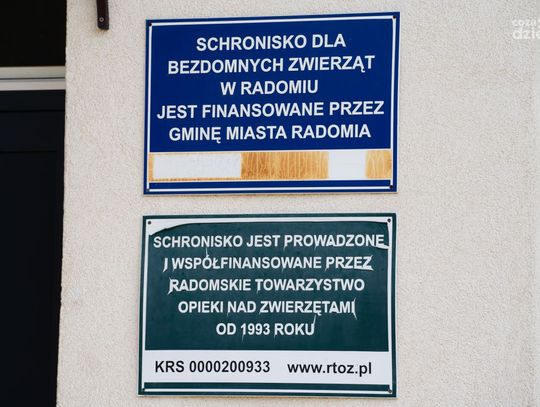 SCHRONISKO DLA
BEZDOMNYCH ZWIERZĄT
W RADOMIU
JEST FINANSOWANE PRZEZ
GMINĘ MIASTA RADOMIA
SCHRONISKO JEST PROWADZONE
I WSPÓŁFINANSOWANE PRZEZ
RADOMSKIE TOWARZYSTWO
OPIEKI NAD ZWIERZĘTAMI
OD 1993 ROKU
KRS 0000200933 www.rtoz.pl